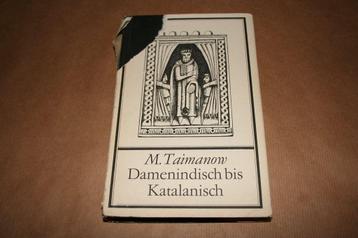 M. Taimanow
Damenindisch bis
Katalanisch